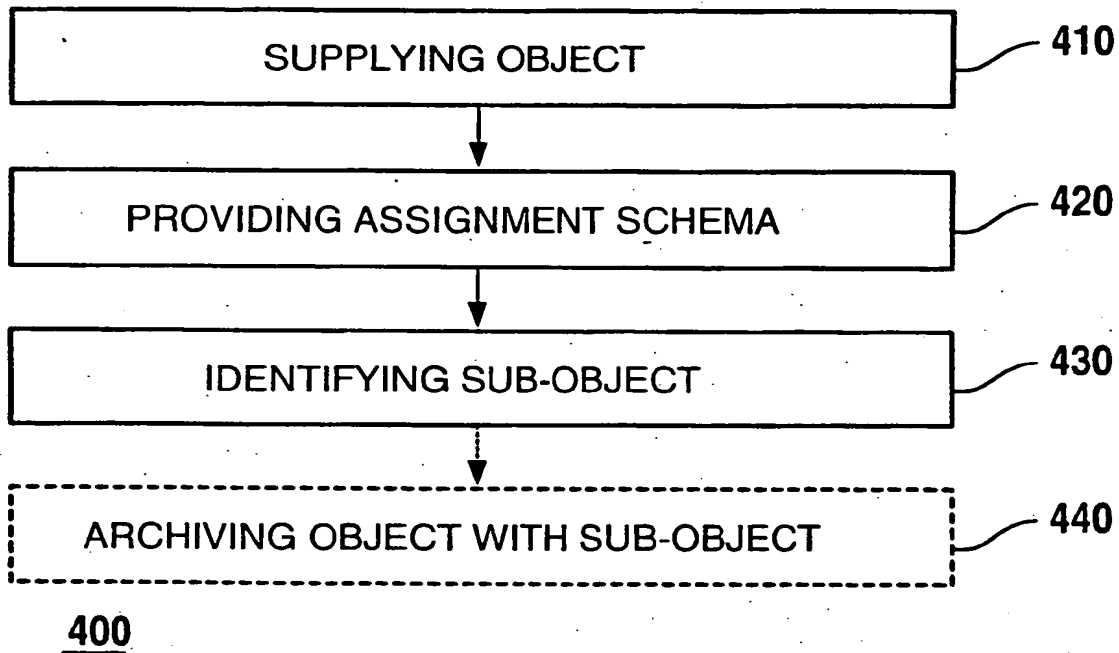 SUPPLYING OBJECT
410
PROVIDING ASSIGNMENT SCHEMA
420
IDENTIFYING SUB-OBJECT
430
ARCHIVING OBJECT WITH SUB-OBJECT
440
400